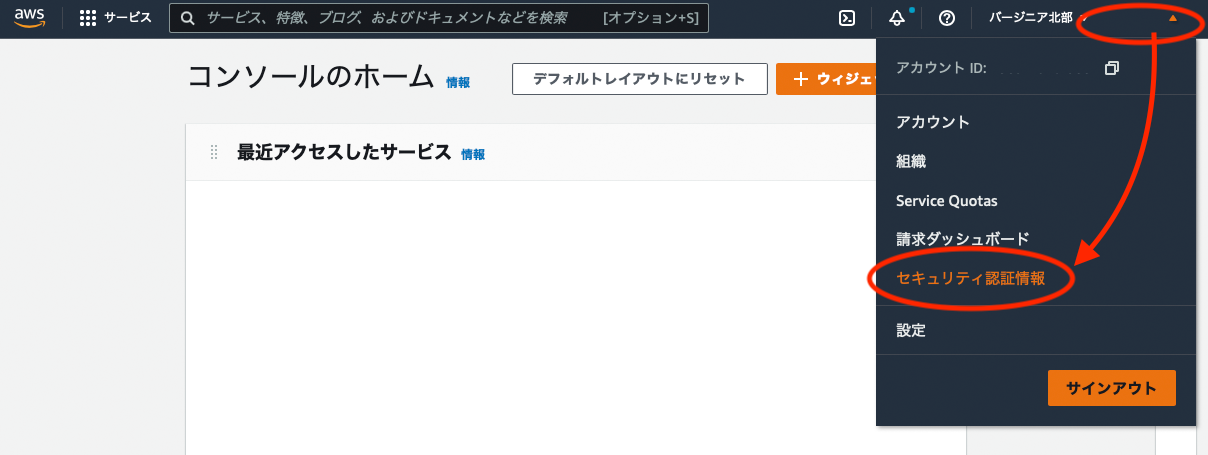 aws サービス サービス、特徴、ブログ、およびドキュメントなどを検索 [オプション+S] バージニア北部
コンソールのホーム 情報 デフォルトレイアウトにリセット + ウィジェ
最近アクセスしたサービス 情報
アカウント ID:
アカウント
組織
Service Quotas
請求ダッシュボード
セキュリティ認証情報
設定
サインアウト